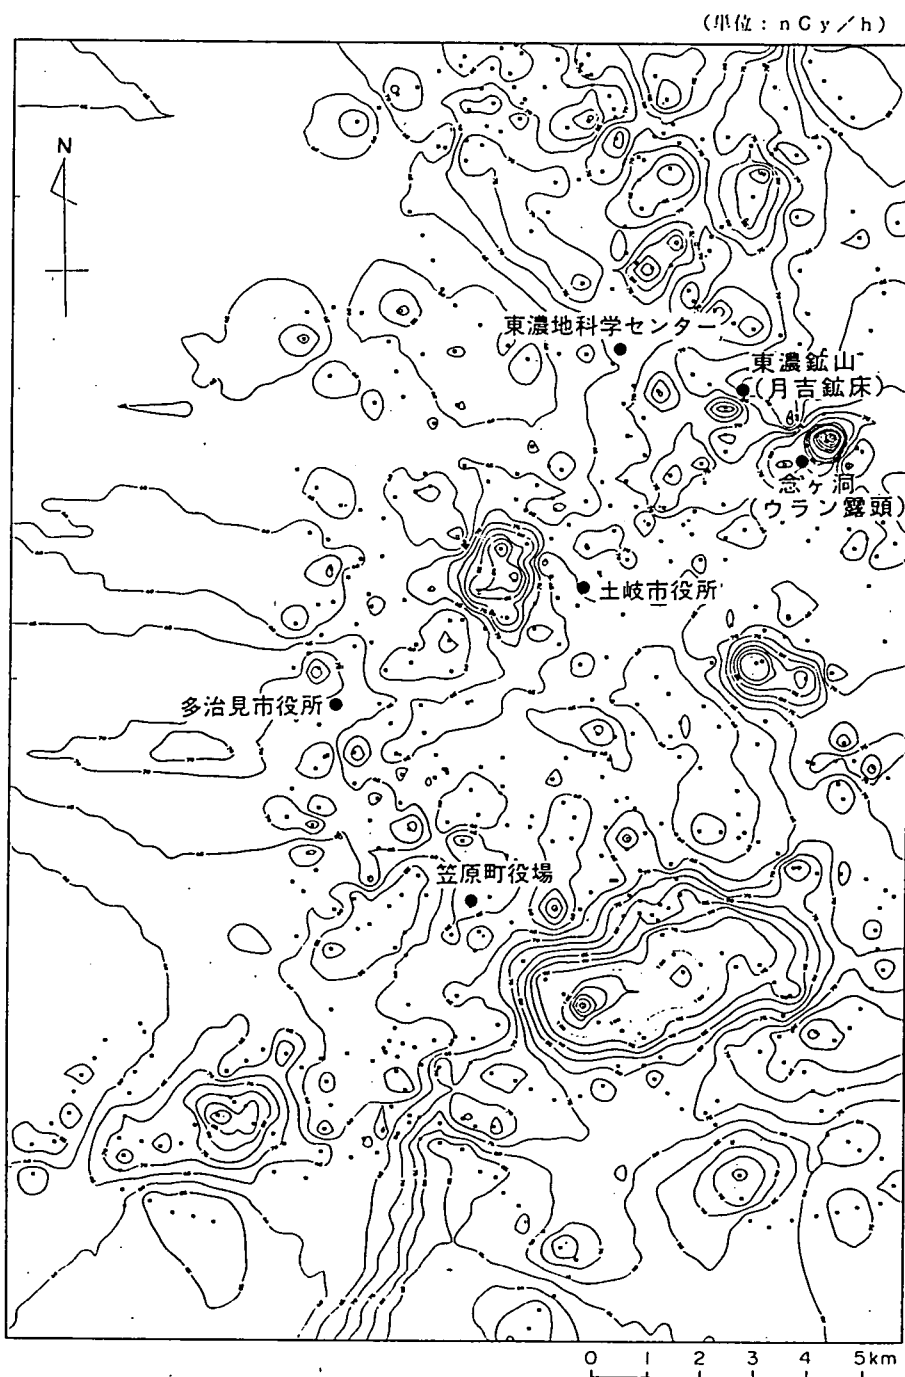 (単位：nGy／h)
N
東濃地科学センター
東濃鉱山
(月吉鉱床)
念ヶ洞
(ウラン露頭)
土岐市役所
多治見市役所
笠原町役場
0 1 2 3 4 5km